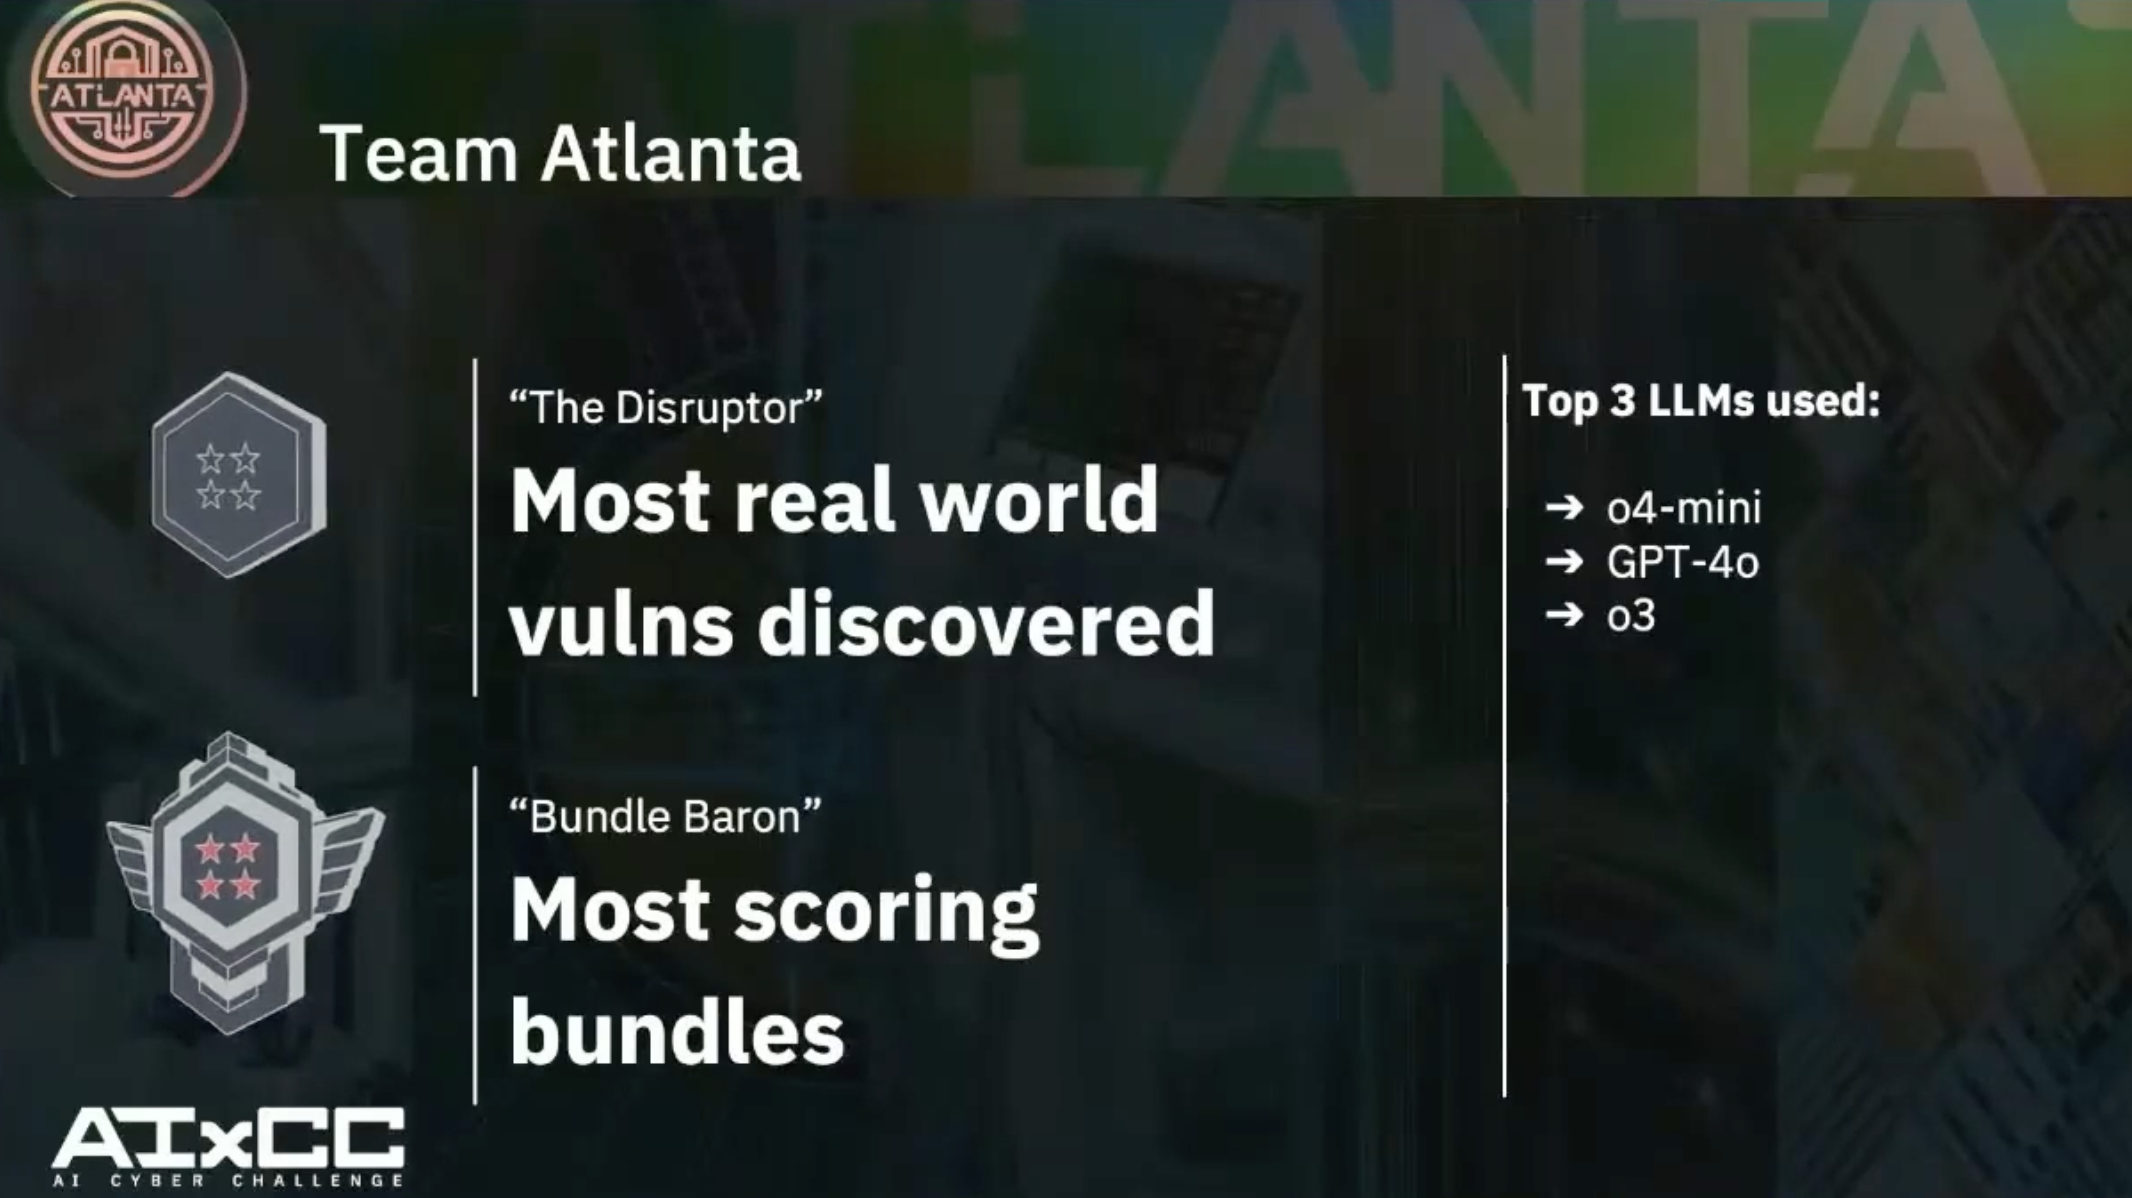 ATLANTA
ATLANTA
Team Atlanta
“The Disruptor”
Most real world
vulns discovered
Top 3 LLMs used:
➔ o4-mini
➔ GPT-4o
➔ o3
“Bundle Baron”
Most scoring
bundles
AIxCC
AI CYBER CHALLENGE